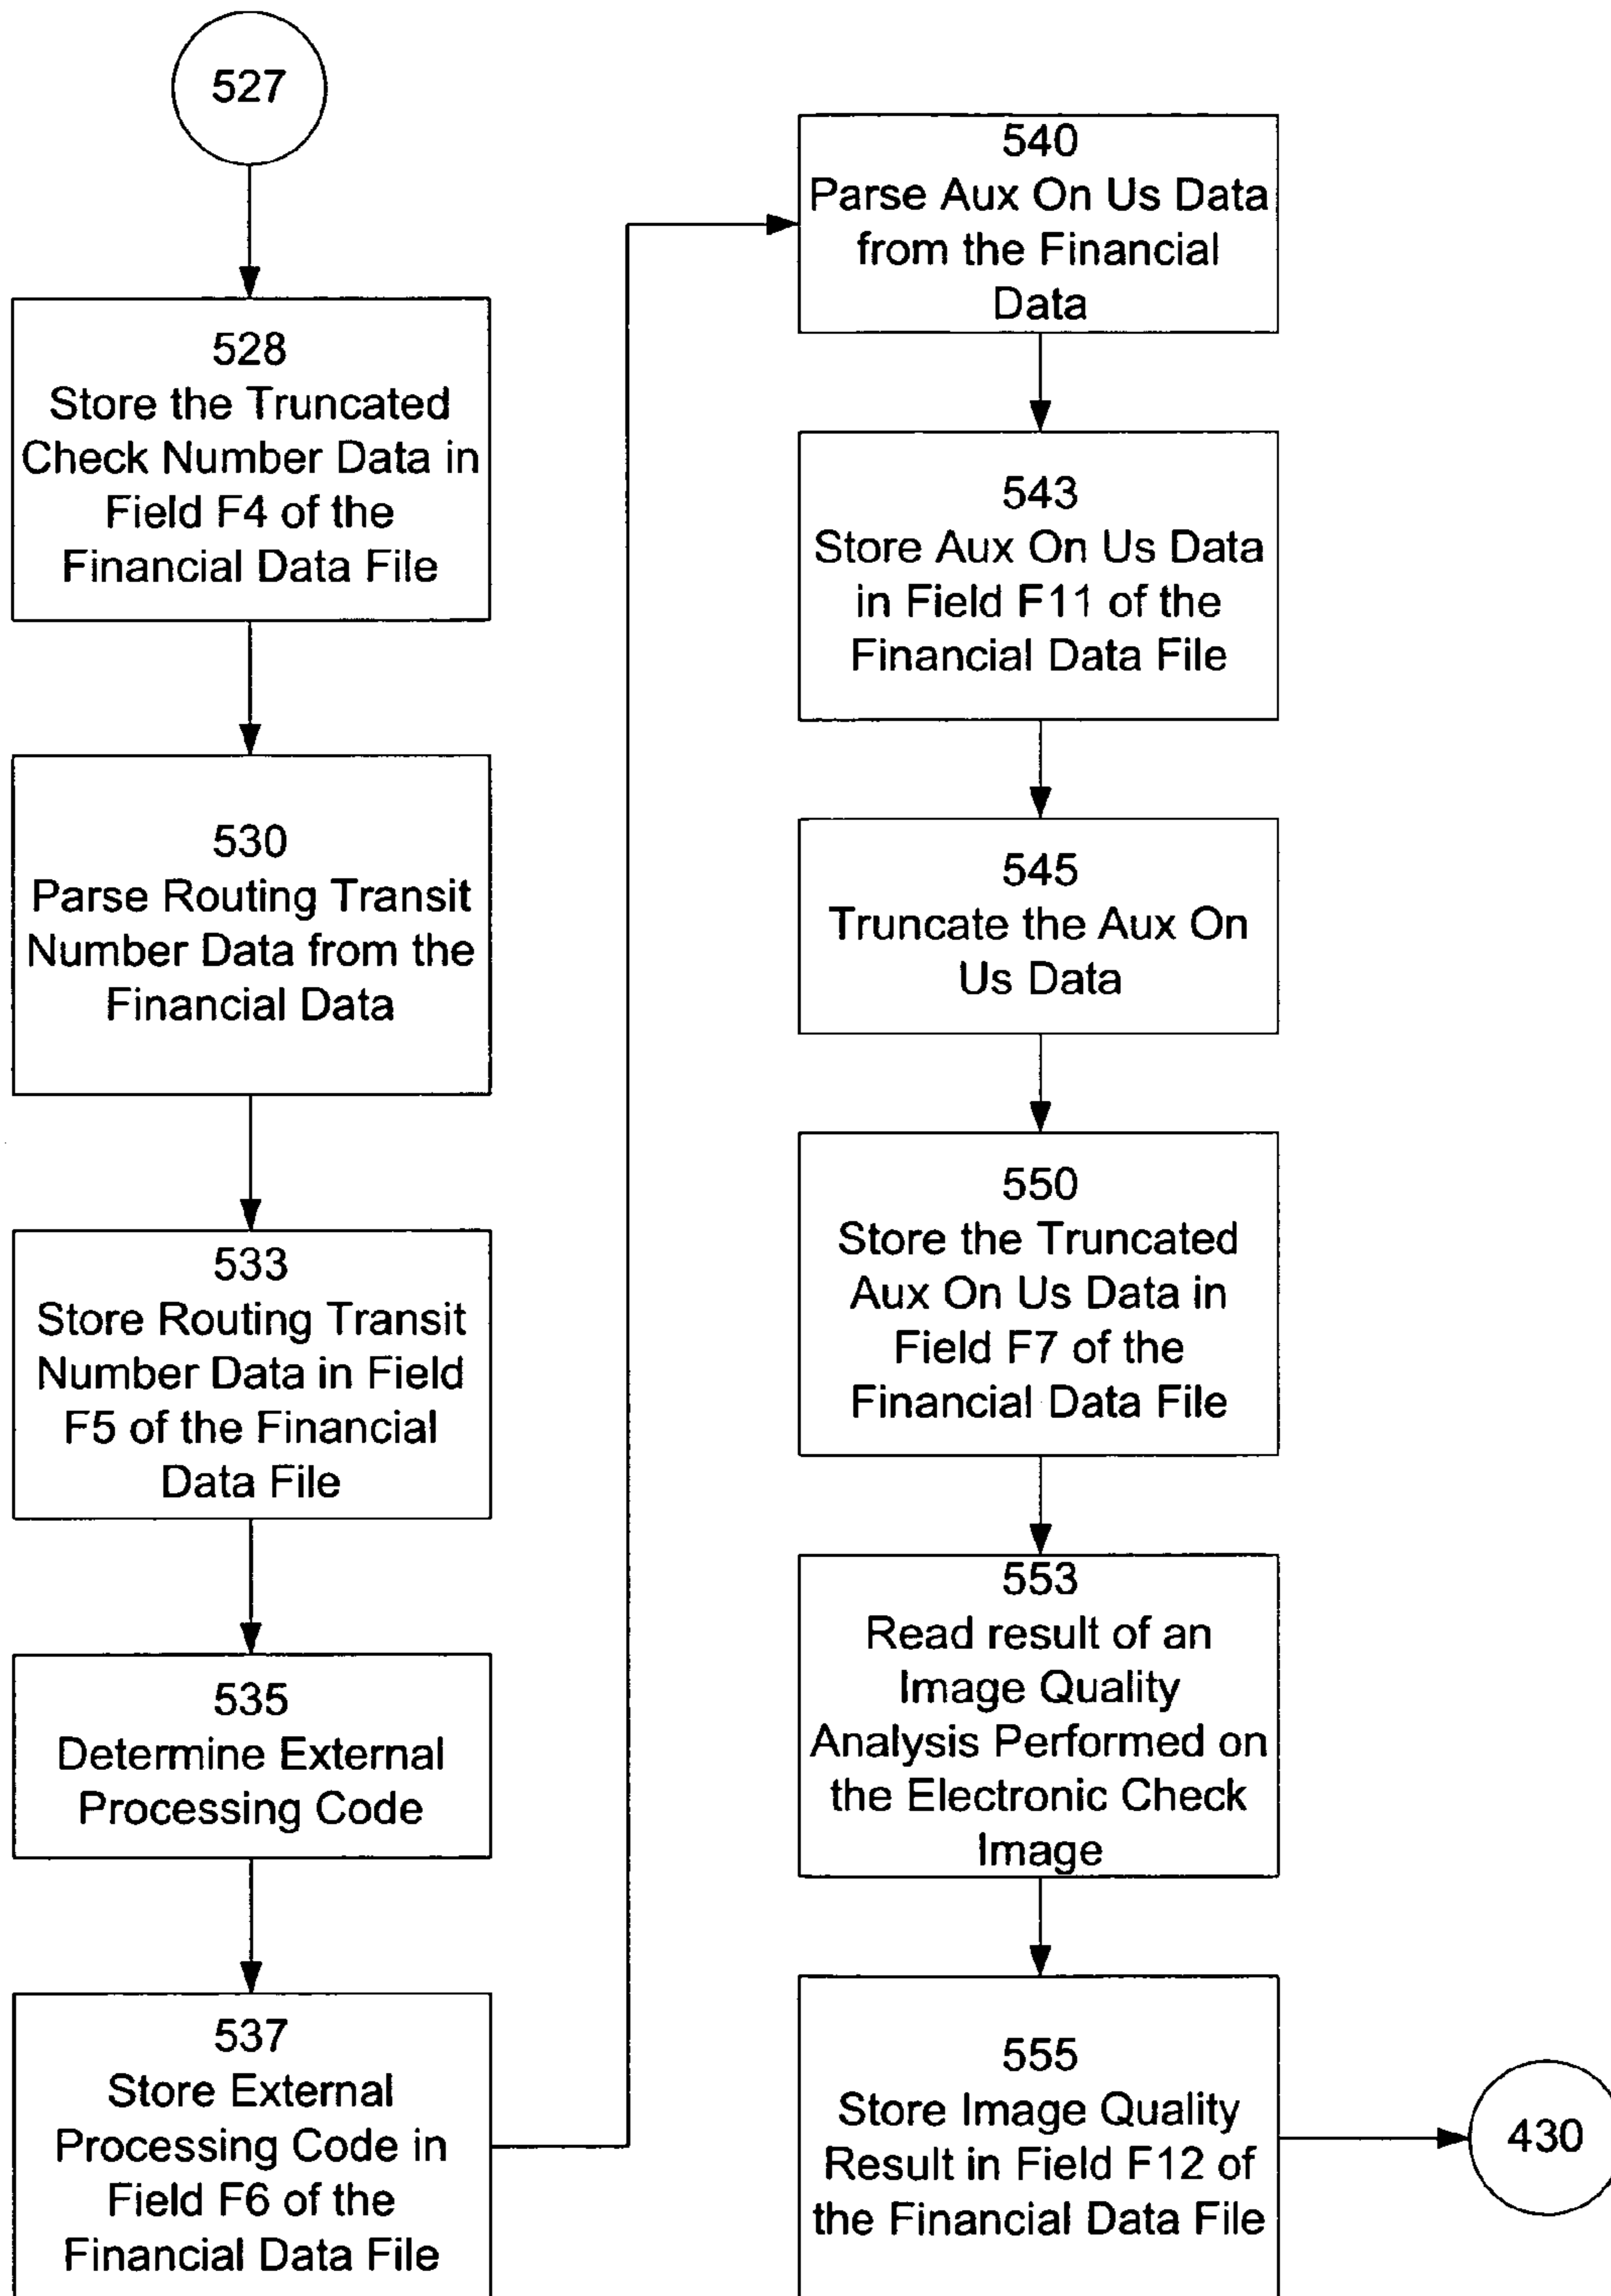 527
528
Store the Truncated
Check Number Data in
Field F4 of the
Financial Data File
530
Parse Routing Transit
Number Data from the
Financial Data
533
Store Routing Transit
Number Data in Field
F5 of the Financial
Data File
535
Determine External
Processing Code
537
Store External
Processing Code in
Field F6 of the
Financial Data File
540
Parse Aux On Us Data
from the Financial
Data
543
Store Aux On Us Data
in Field F11 of the
Financial Data File
545
Truncate the Aux On
Us Data
550
Store the Truncated
Aux On Us Data in
Field F7 of the
Financial Data File
553
Read result of an
Image Quality
Analysis Performed on
the Electronic Check
Image
555
Store Image Quality
Result in Field F12 of
the Financial Data File
430